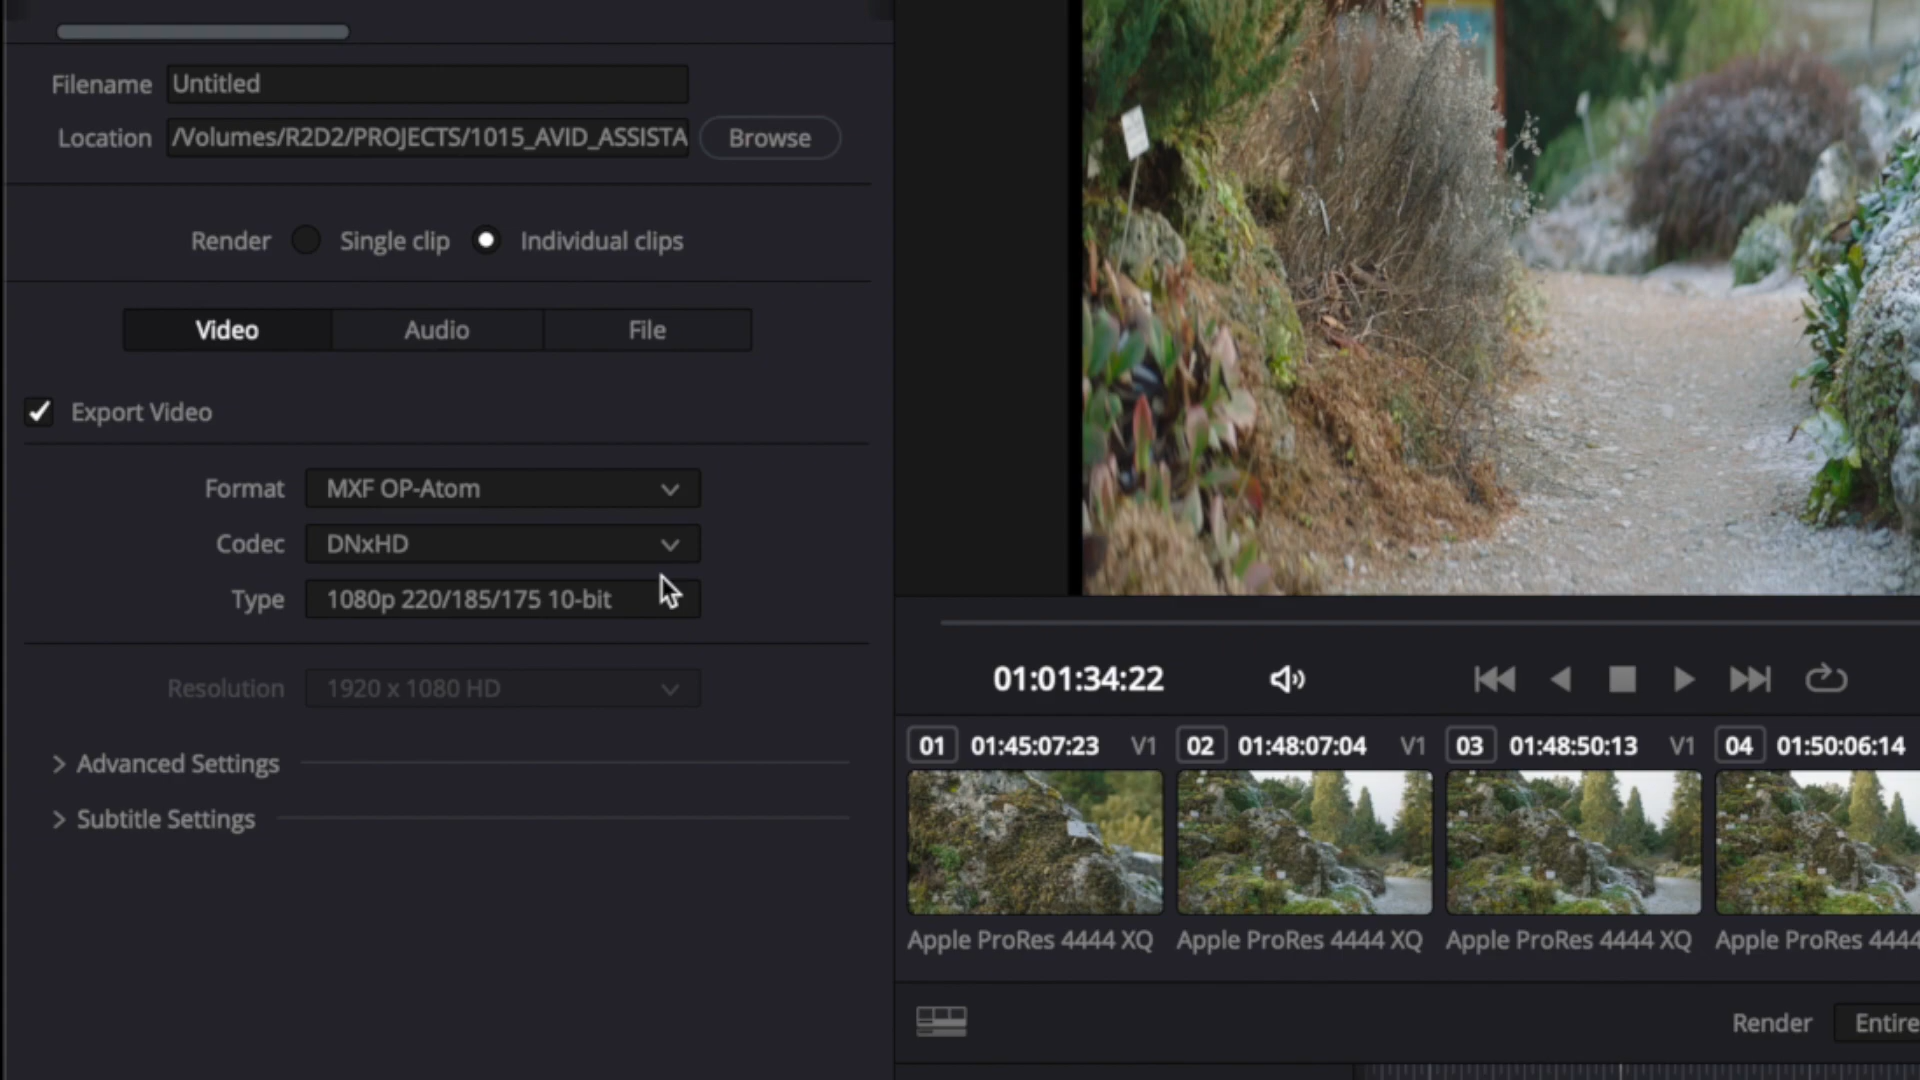 Filename Untitled
Location /Volumes/R2D2/PROJECTS/1015_AVID_ASSISTA Browse
Render Single clip Individual clips
Video Audio File
Export Video
Format MXF OP-Atom
Codec DNxHD
Type 1080p 220/185/175 10-bit
Resolution 1920 x 1080 HD
Advanced Settings
Subtitle Settings
01:01:34:22
01 01:45:07:23 V1 02 01:48:07:04 V1 03 01:48:50:13 V1 04 01:50:06:14
Apple ProRes 4444 XQ Apple ProRes 4444 XQ Apple ProRes 4444 XQ Apple ProRes 4444
Render Entire